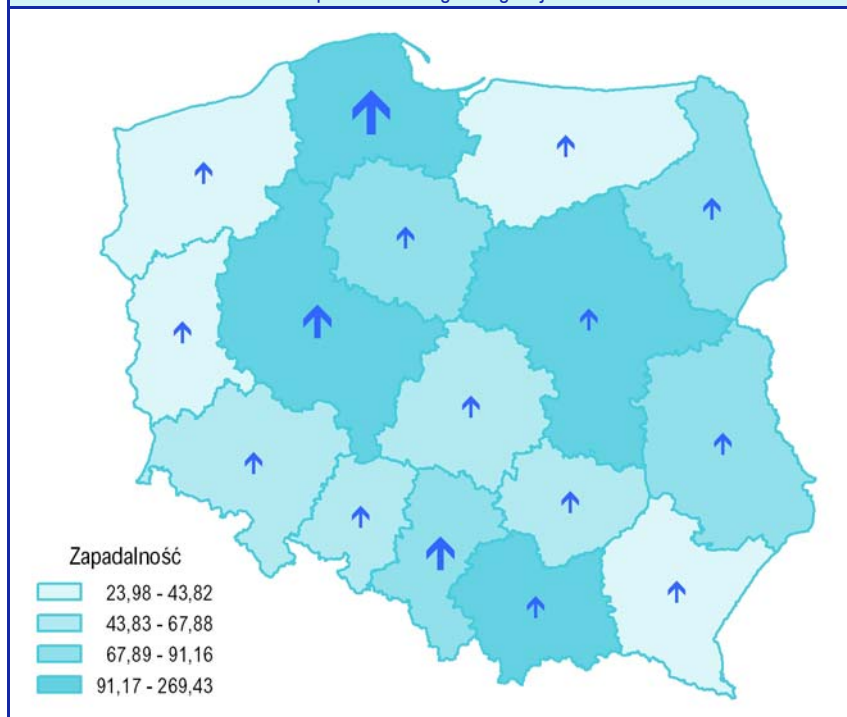 Zapadalność
23,98 - 43,82
43,83 - 67,88
67,89 - 91,16
91,17 - 269,43